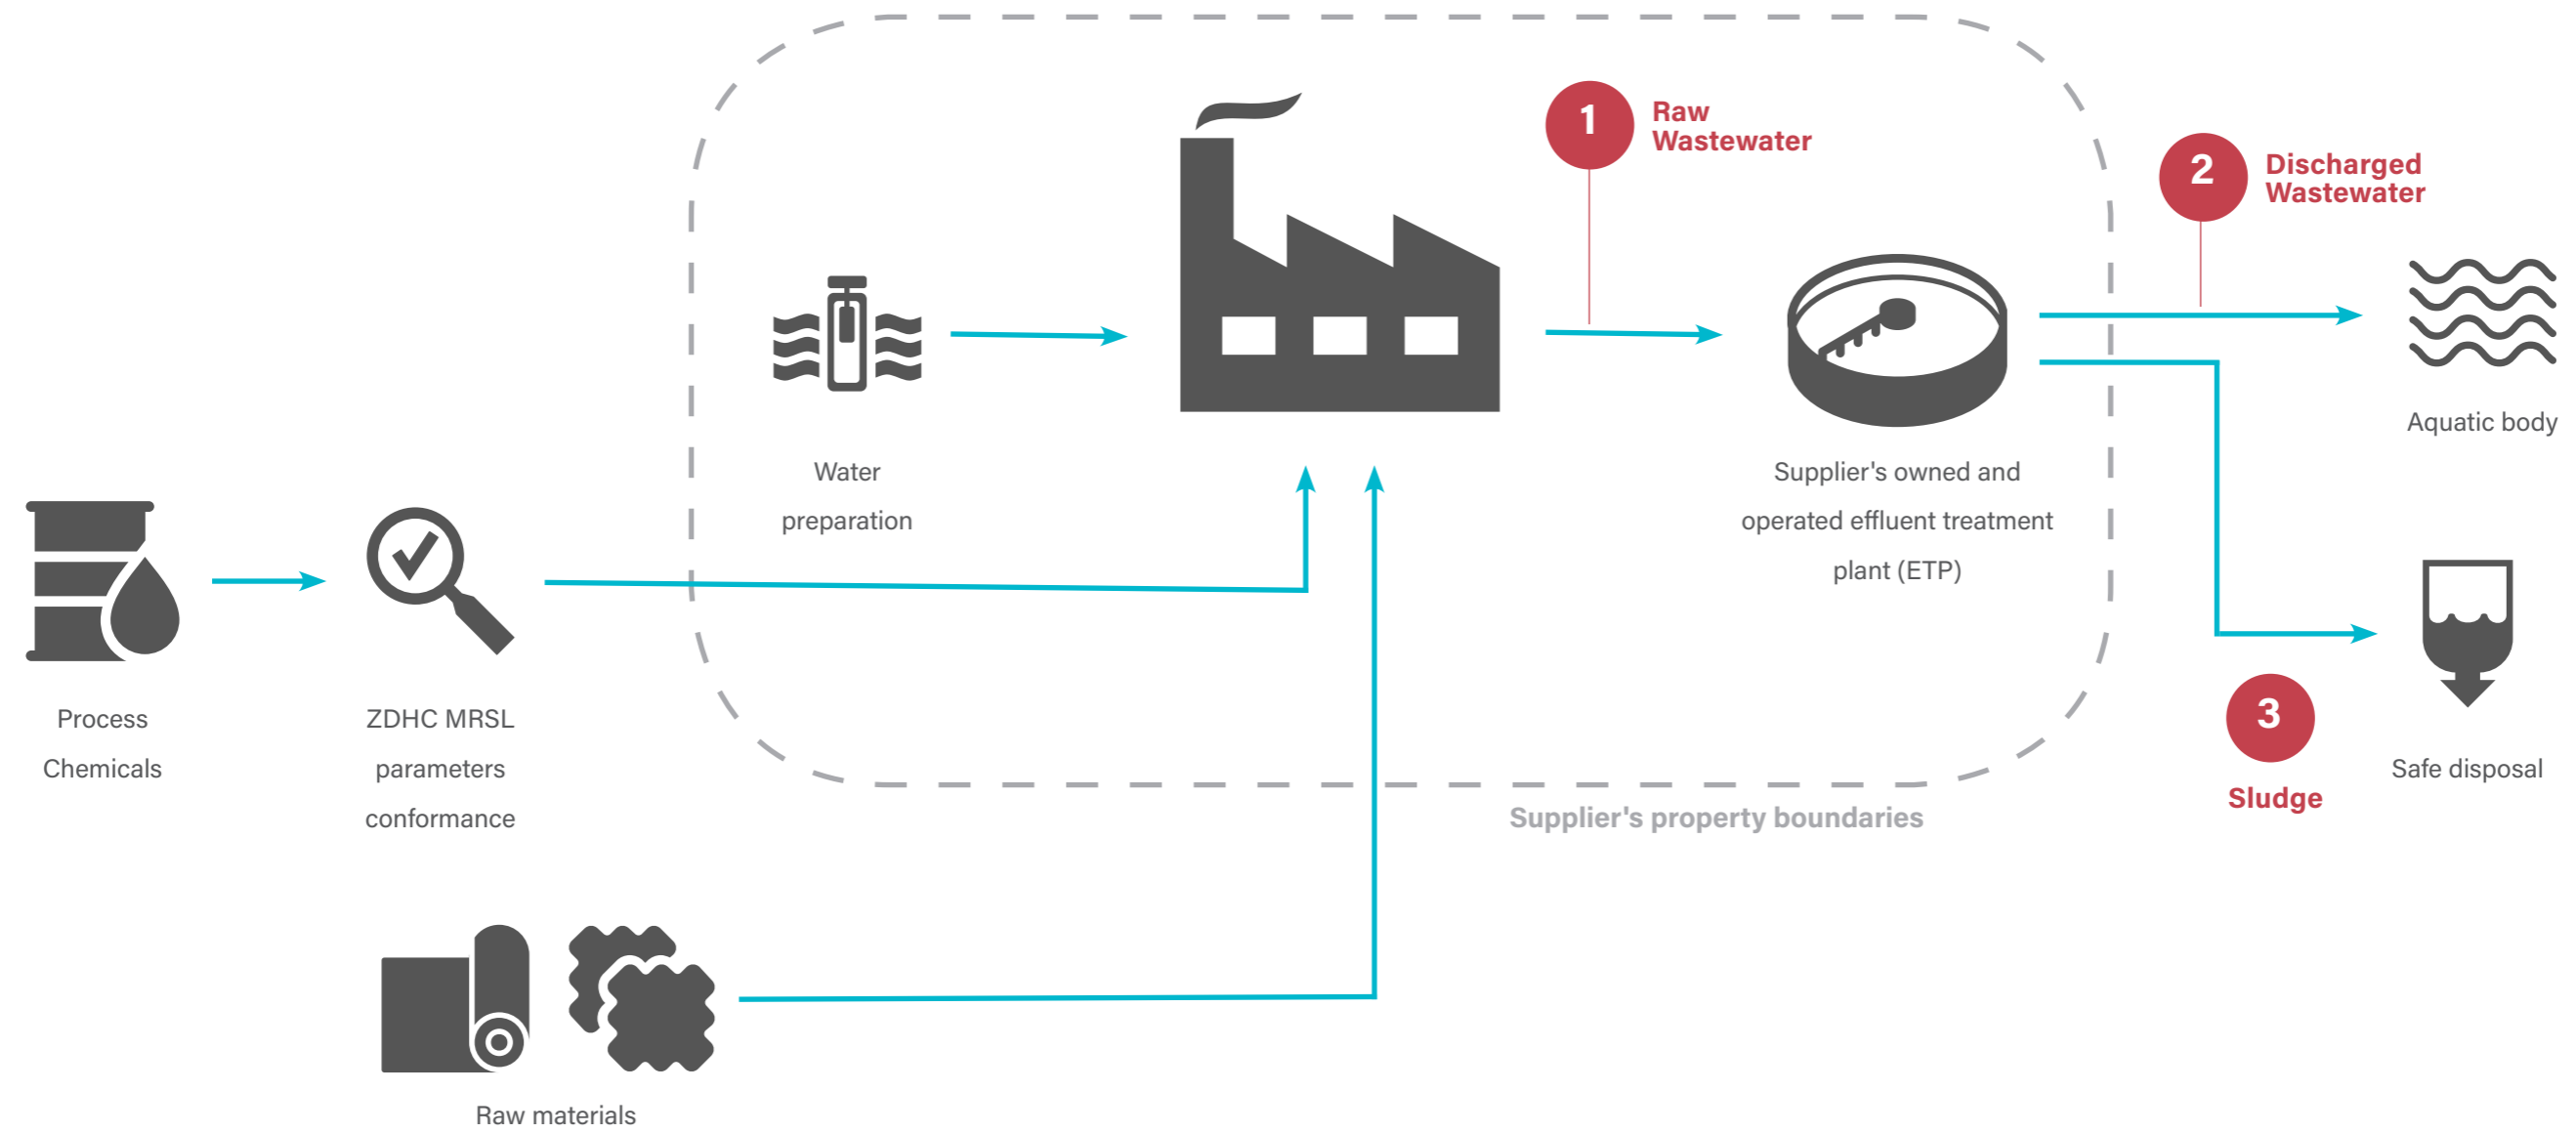 1
Raw
Wastewater
2
Discharged
Wastewater
Aquatic body
Water
preparation
Supplier's owned and
operated effluent treatment
plant (ETP)
Process
Chemicals
ZDHC MRSL
parameters
conformance
3
Sludge
Safe disposal
Supplier's property boundaries
Raw materials